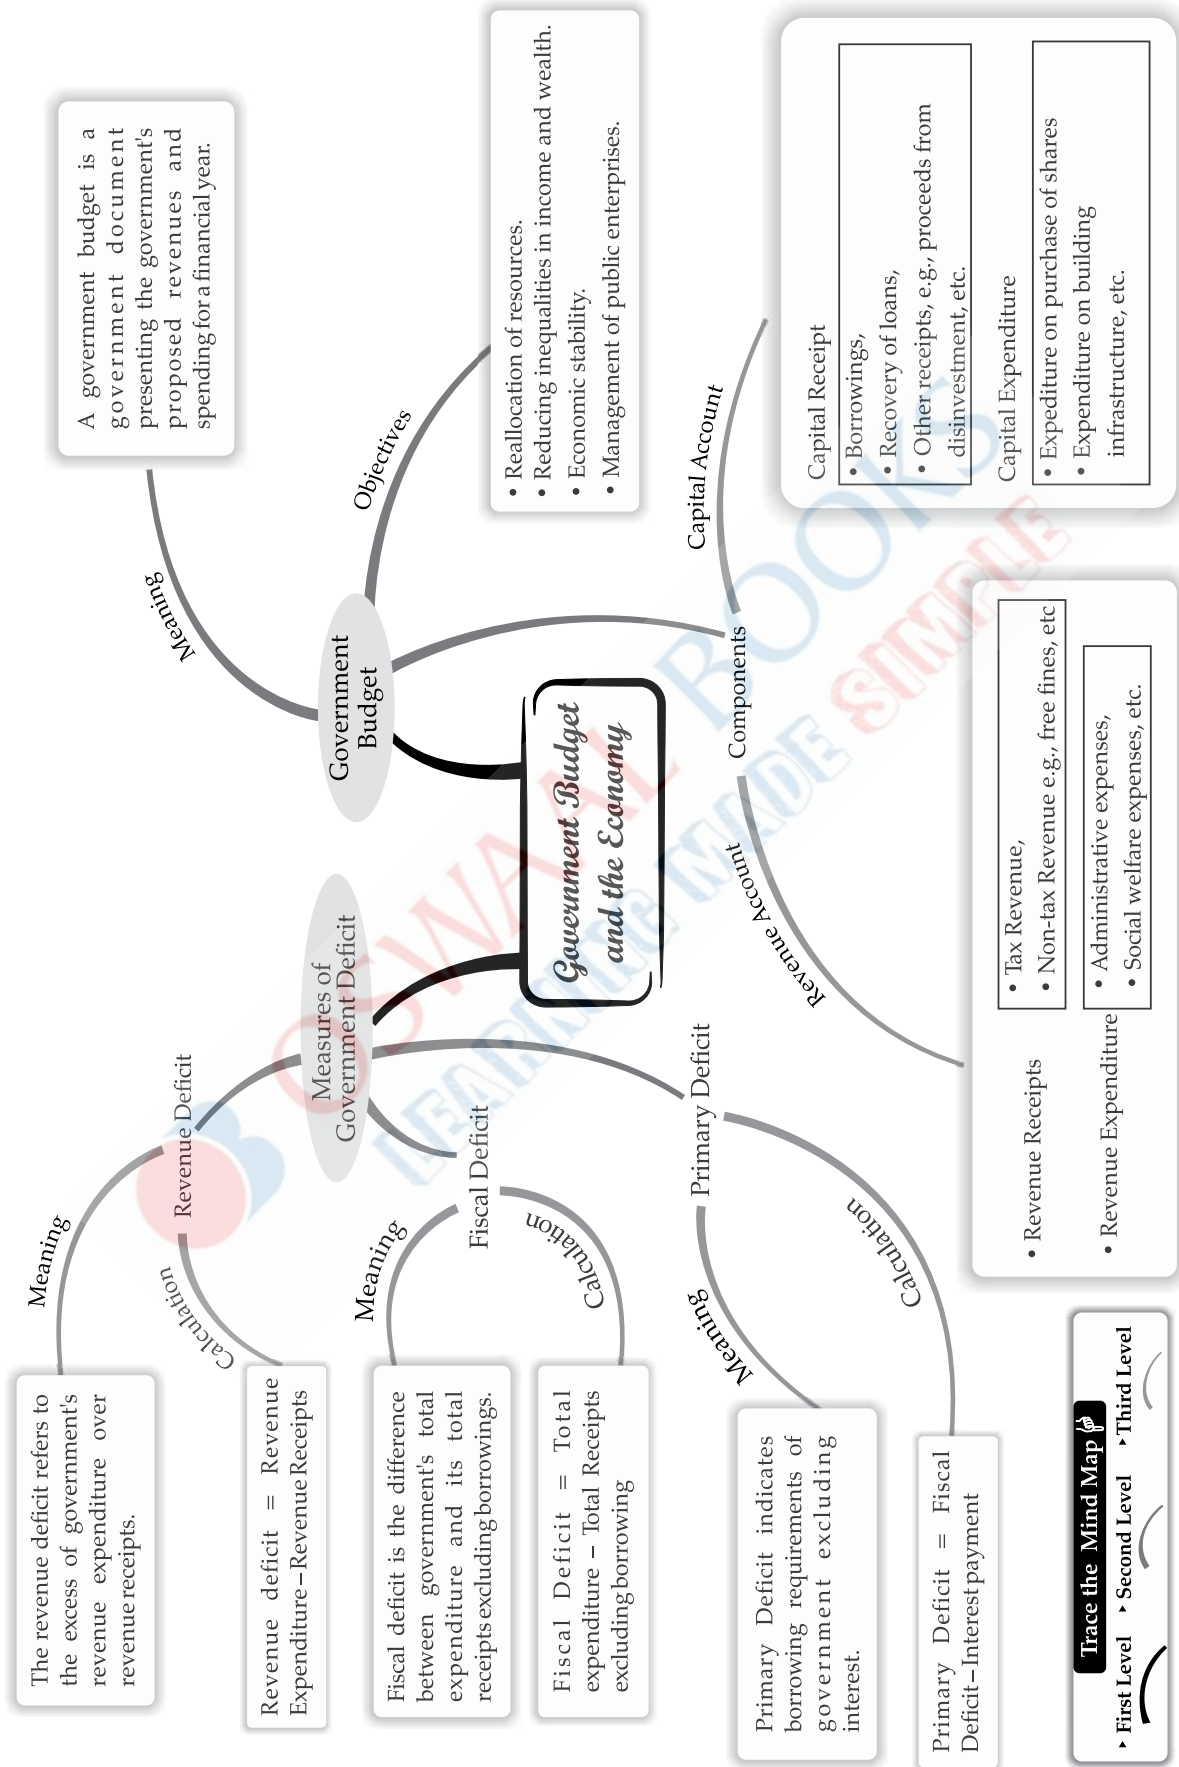 Government Budget
and the Economy
Measures of
Government Deficit
Revenue Deficit
Meaning
The revenue deficit refers to
the excess of government's
revenue expenditure over
revenue receipts.
Calculation
Revenue deficit = Revenue
Expenditure – Revenue Receipts
Fiscal Deficit
Meaning
Fiscal deficit is the difference
between government's total
expenditure and its total
receipts excluding borrowings.
Calculation
Fiscal Deficit = Total
expenditure – Total Receipts
excluding borrowing
Primary Deficit
Meaning
Primary Deficit indicates
borrowing requirements of
government excluding
interest.
Calculation
Primary Deficit = Fiscal
Deficit – Interest payment
Government
Budget
Meaning
A government budget is a
government document
presenting the government's
proposed revenues and
spending for a financial year.
Objectives
• Reallocation of resources.
• Reducing inequalities in income and wealth.
• Economic stability.
• Management of public enterprises.
Components
Revenue Account
• Revenue Receipts
• Tax Revenue,
• Non-tax Revenue e.g., free fines, etc
• Revenue Expenditure
• Administrative expenses,
• Social welfare expenses, etc.
Capital Account
Capital Receipt
• Borrowings,
• Recovery of loans,
• Other receipts, e.g., proceeds from
disinvestment, etc.
Capital Expenditure
• Expediture on purchase of shares
• Expenditure on building
infrastructure, etc.
Trace the Mind Map
▸ First Level ▸ Second Level ▸ Third Level
OSWAAL BOOKS
LEARNING MADE SIMPLE